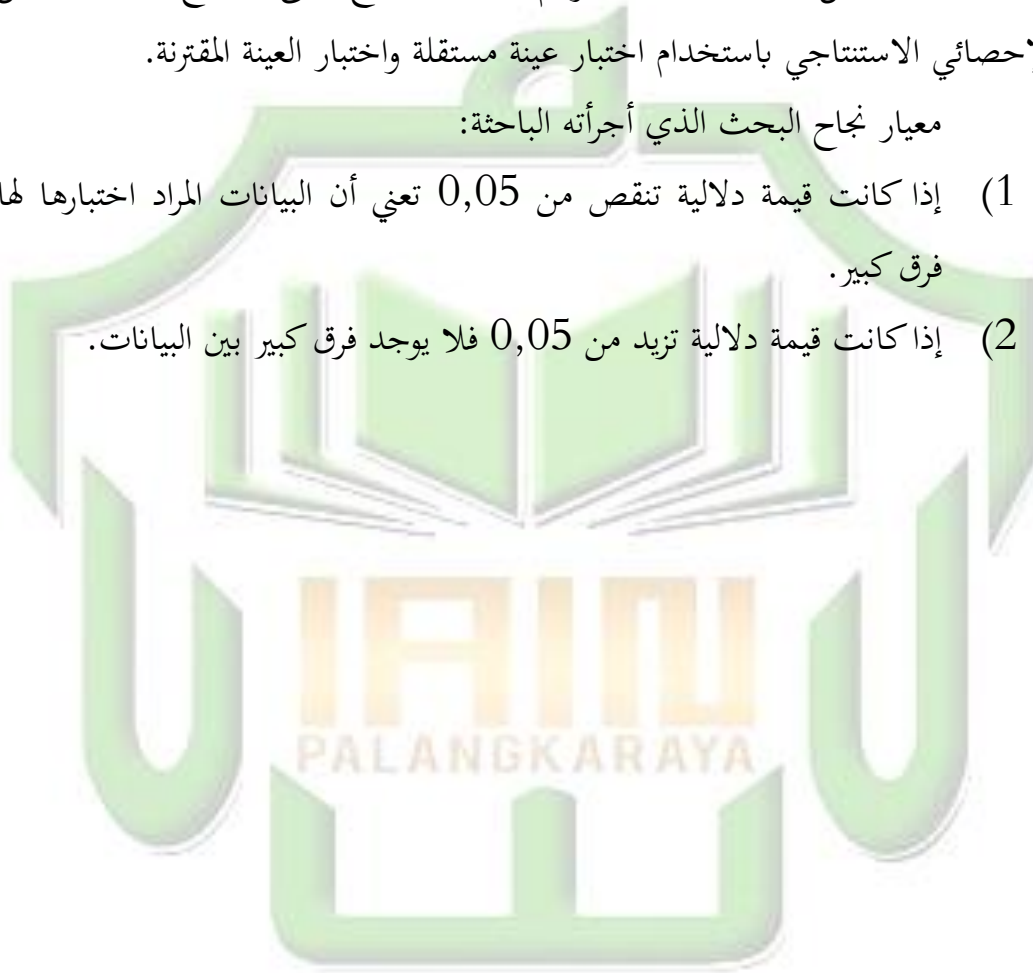 لإحصائي الاستنتاجي باستخدام اختبار عينة مستقلة واختبار العينة المقترنة.
معيار نجاح البحث الذي أجرأته الباحثة:
1) إذا كانت قيمة دلالية تنقص من 0,05 تعني أن البيانات المراد اختبارها لها
فرق كبير.
2) إذا كانت قيمة دلالية تزيد من 0,05 فلا يوجد فرق كبير بين البيانات.
IAIN
PALANGKARAYA